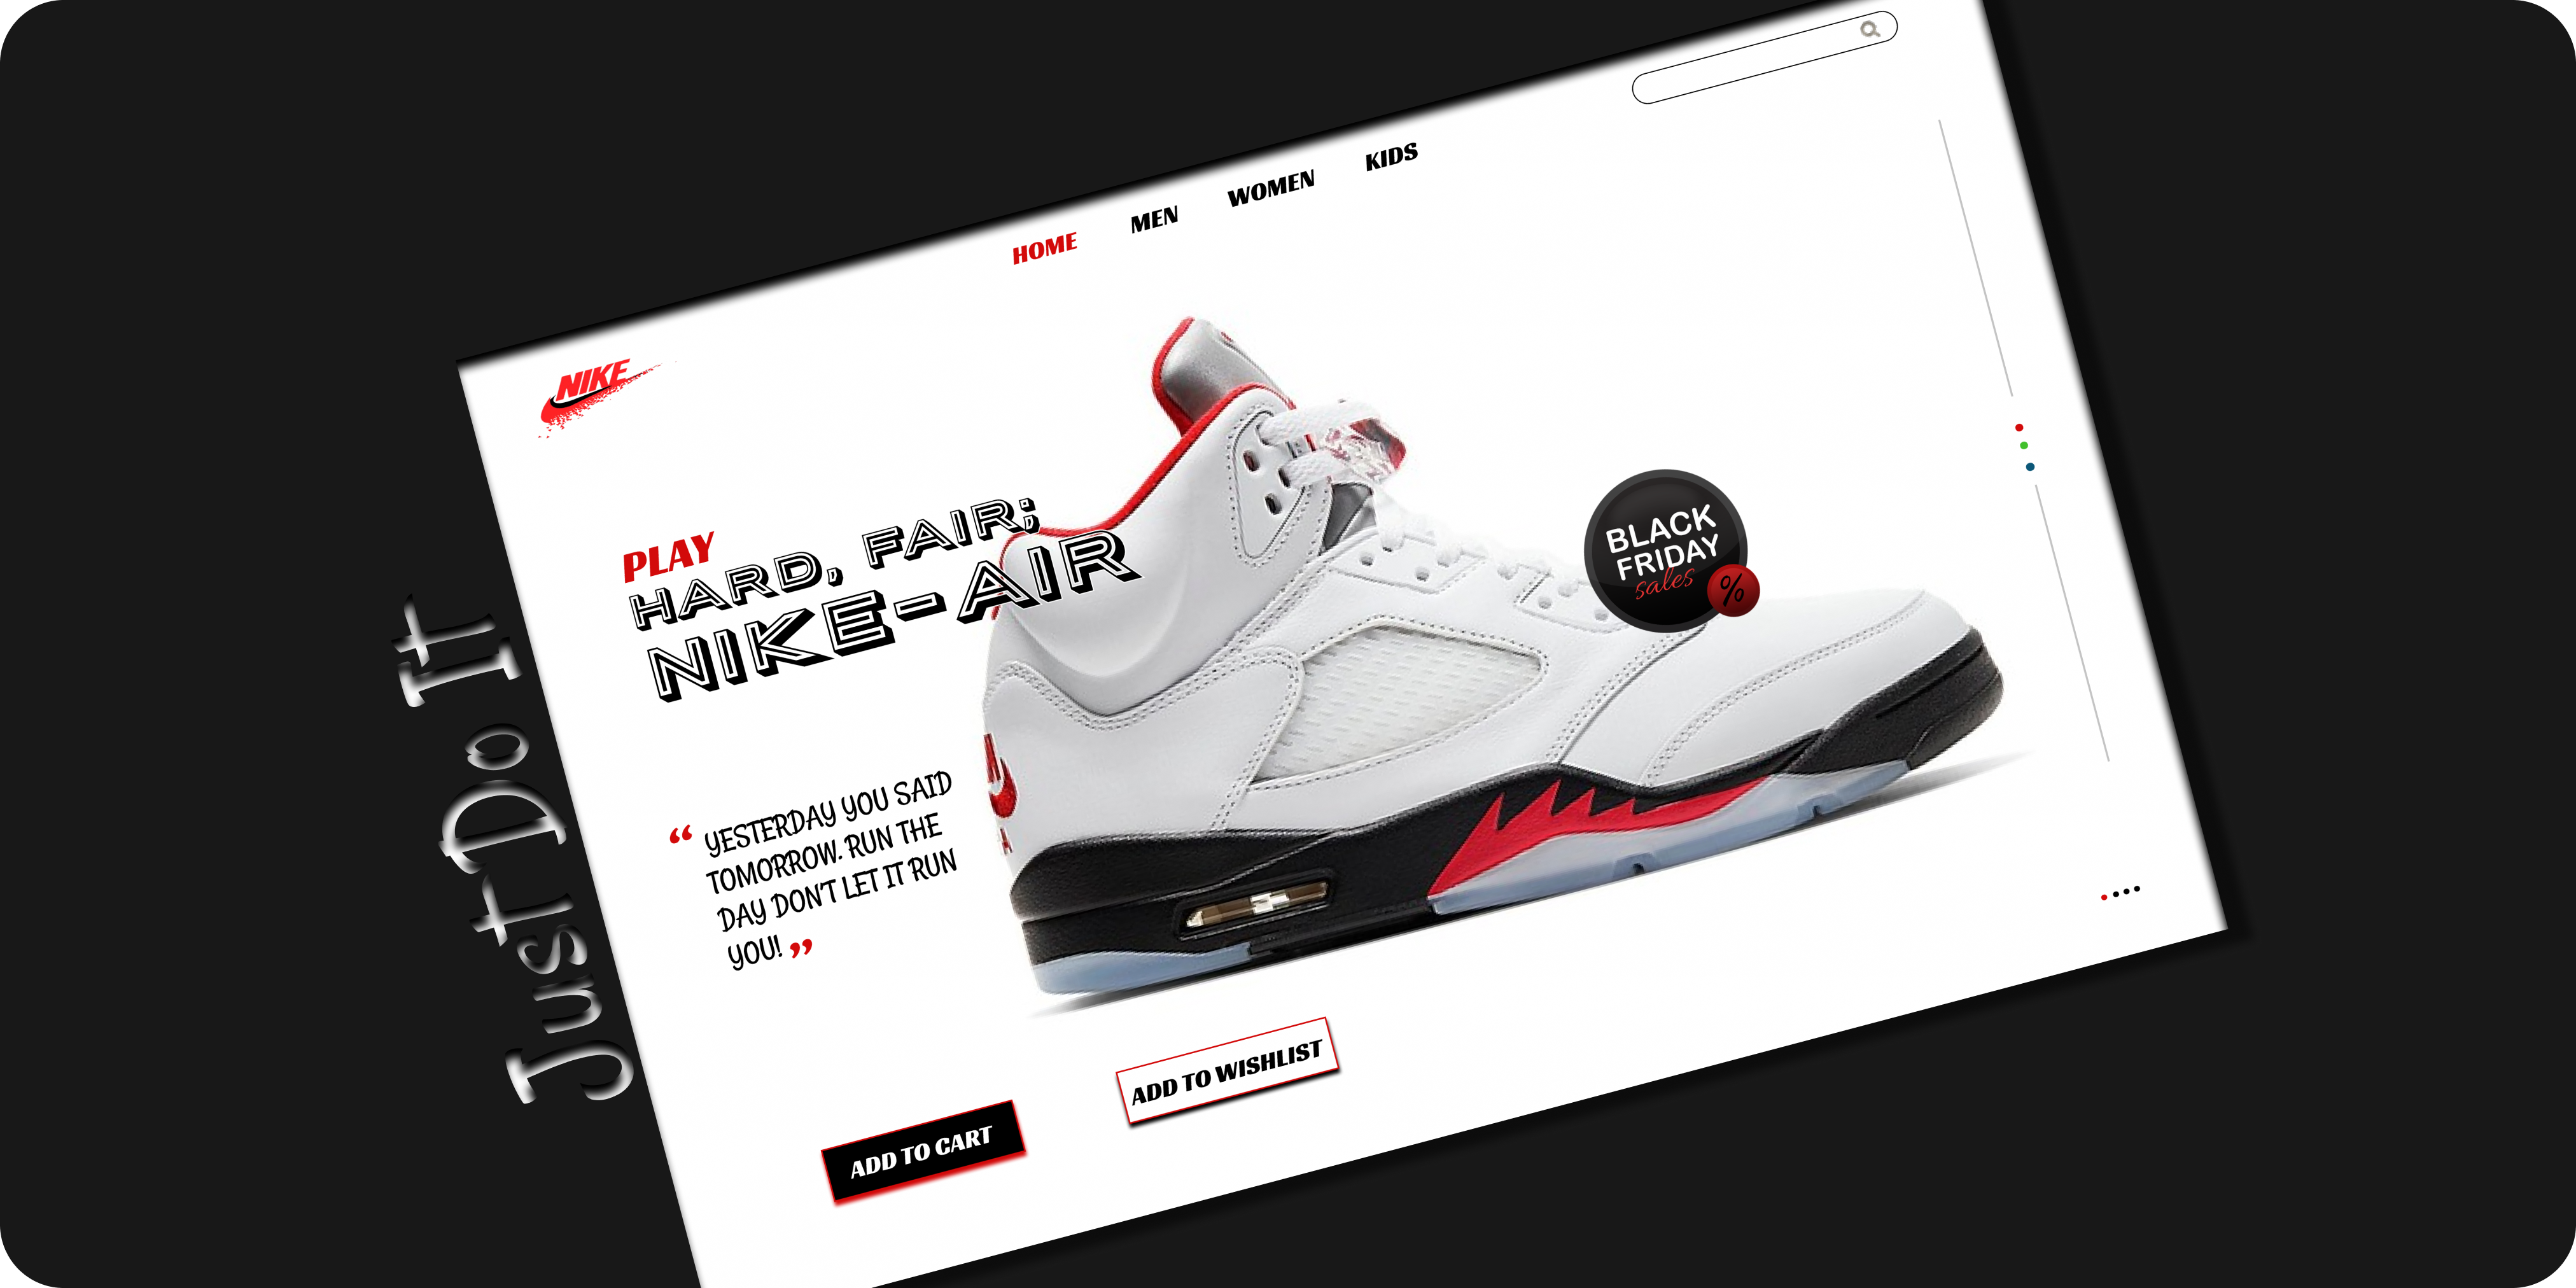 HOME MEN WOMEN KIDS
NIKE
PLAY
HARD, FAIR;
NIKE-AIR
BLACK
FRIDAY
sales
%
“ YESTERDAY YOU SAID
TOMORROW. RUN THE
DAY DON'T LET IT RUN
YOU! ”
ADD TO CART
ADD TO WISHLIST
Just Do It